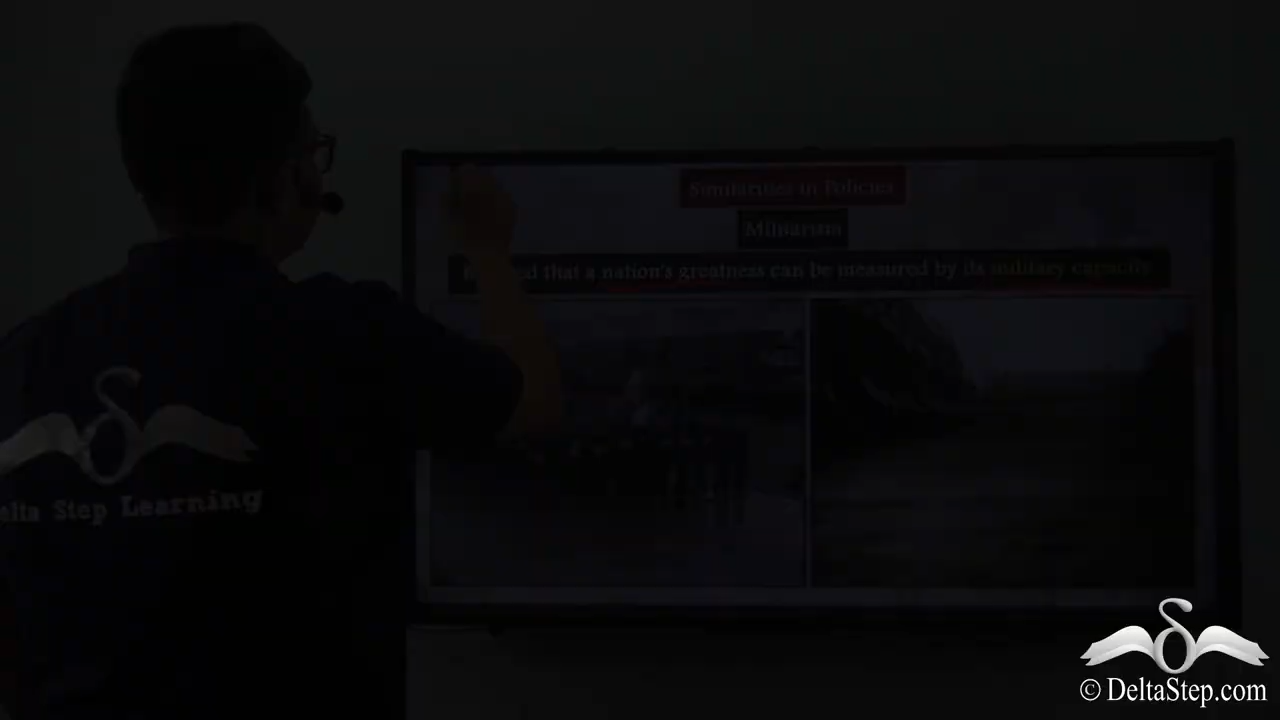 Similarities in Policies
Militarism
that a nation's greatness can be measured by its military capacity
Delta Step Learning
© DeltaStep.com